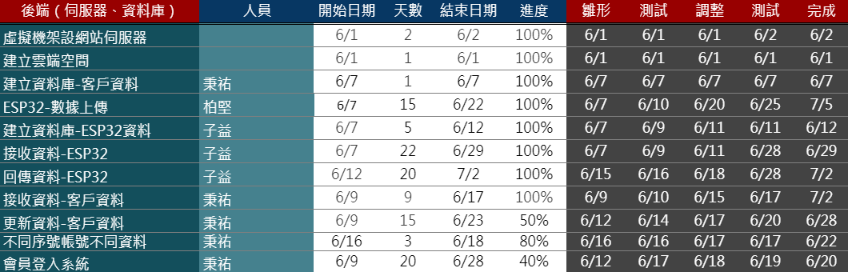 後端（伺服器、資料庫） 人員 開始日期 天數 結束日期 進度 雛形 測試 調整 測試 完成
虛擬機架設網站伺服器 6/1 2 6/2 100% 6/1 6/1 6/1 6/2 6/2
建立雲端空間 6/1 1 6/1 100% 6/1 6/1 6/1 6/1 6/1
建立資料庫-客戶資料 秉祐 6/7 1 6/7 100% 6/7 6/7 6/7 6/7 6/7
ESP32-數據上傳 柏堅 6/7 15 6/22 100% 6/7 6/10 6/20 6/25 7/5
建立資料庫-ESP32資料 子益 6/7 5 6/12 100% 6/7 6/9 6/11 6/11 6/12
接收資料-ESP32 子益 6/7 22 6/29 100% 6/7 6/9 6/11 6/28 6/29
回傳資料-ESP32 子益 6/12 20 7/2 100% 6/15 6/16 6/18 6/28 7/2
接收資料-客戶資料 秉祐 6/9 9 6/17 100% 6/9 6/10 6/15 6/17 7/2
更新資料-客戶資料 秉祐 6/9 15 6/23 50% 6/12 6/14 6/17 6/20 6/28
不同序號帳號不同資料 秉祐 6/16 3 6/18 80% 6/16 6/16 6/17 6/17 6/22
會員登入系統 秉祐 6/9 20 6/28 40% 6/12 6/17 6/18 6/19 6/20